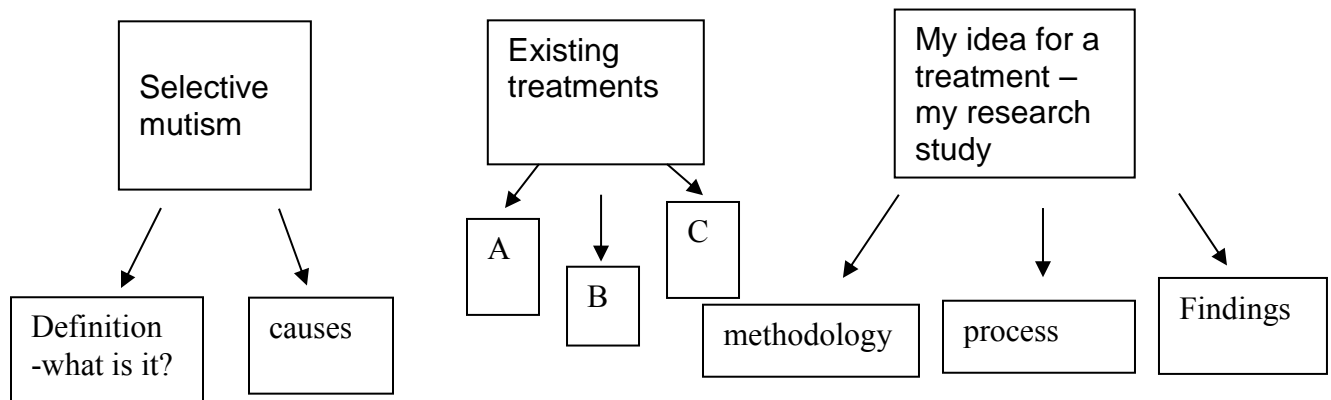 Selective
mutism
Existing
treatments
My idea for a
treatment –
my research
study
A
B
C
Definition
-what is it?
causes
methodology
process
Findings